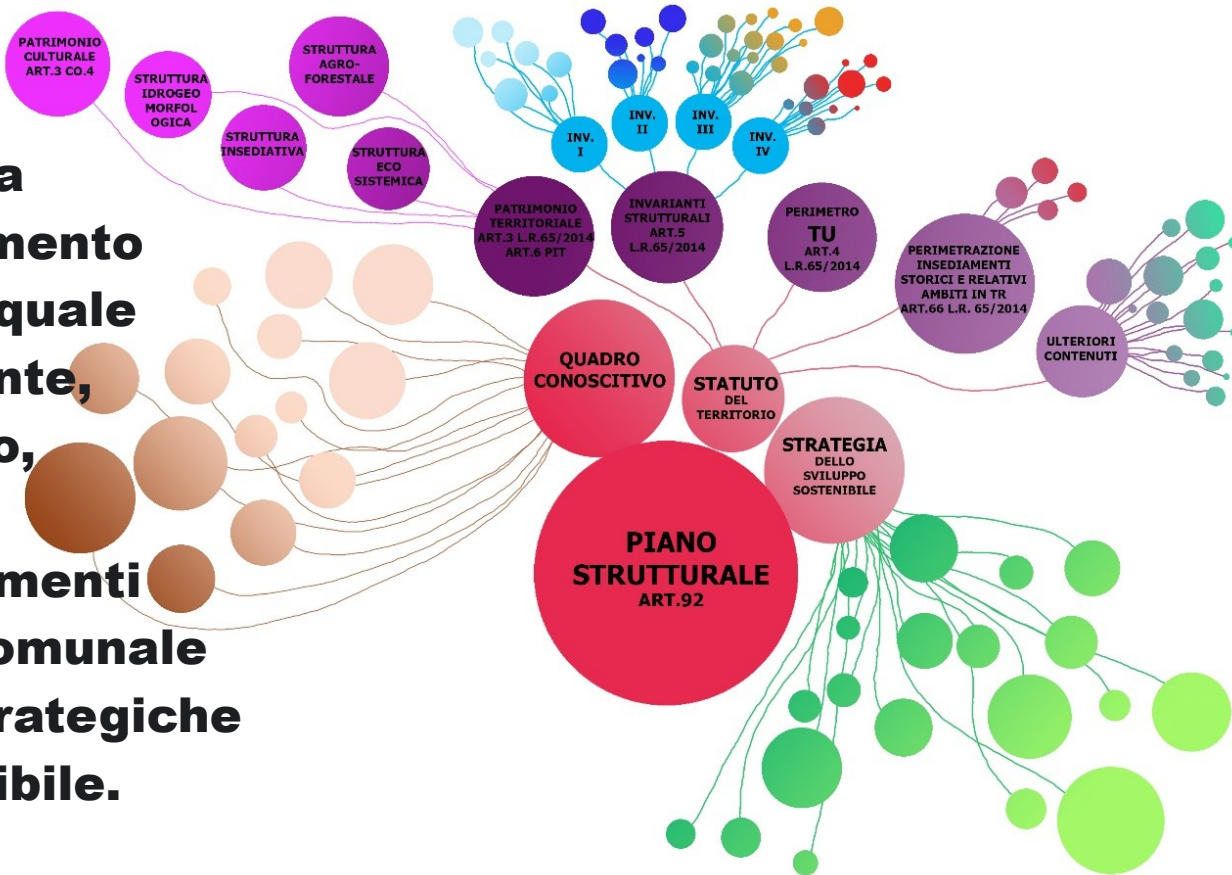 PATRIMONIO
CULTURALE
ART.3 CO.4
STRUTTURA
IDROGEO
MORFOL
OGICA
STRUTTURA
AGRO-
FORESTALE
STRUTTURA
INSEDIATIVA
STRUTTURA
ECO
SISTEMICA
INV.
I
INV.
II
INV.
III
INV.
IV
PATRIMONIO
TERRITORIALE
ART.3 L.R.65/2014
ART.6 PIT
INVARIANTI
STRUTTURALI
ART.5
L.R.65/2014
PERIMETRO
TU
ART.4
L.R.65/2014
PERIMETRAZIONE
INSEDIAMENTI
STORICI E RELATIVI
AMBITI IN TR
ART.66 L.R. 65/2014
ULTERIORI
CONTENUTI
a
mento
quale
nte,
o,
menti
omunale
rategiche
ibile.
QUADRO
CONOSCITIVO
STATUTO
DEL
TERRITORIO
STRATEGIA
DELLO
SVILUPPO
SOSTENIBILE
PIANO
STRUTTURALE
ART.92